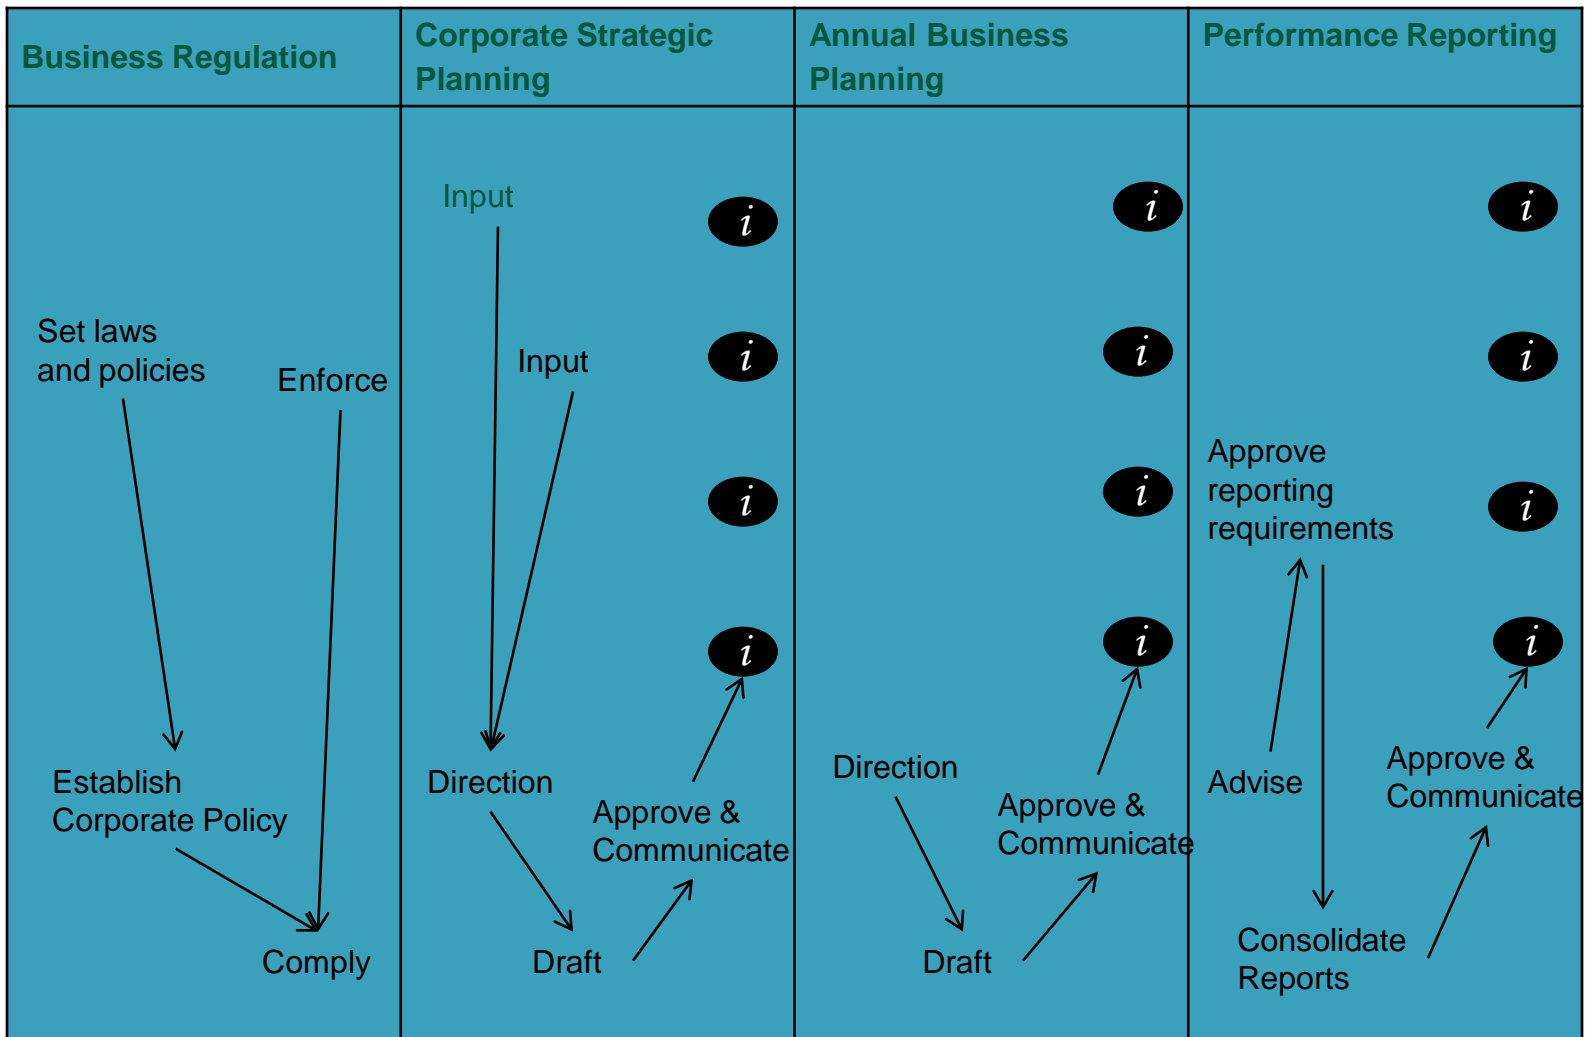 Business Regulation
Corporate Strategic
Planning
Annual Business
Planning
Performance Reporting
Set laws
and policies
Enforce
Establish
Corporate Policy
Comply
Input
i
Input
i
i
i
Direction
Approve &
Communicate
Draft
i
i
i
i
Direction
Approve &
Communicate
Draft
i
i
Approve
reporting
requirements
i
i
Advise
Approve &
Communicate
Consolidate
Reports